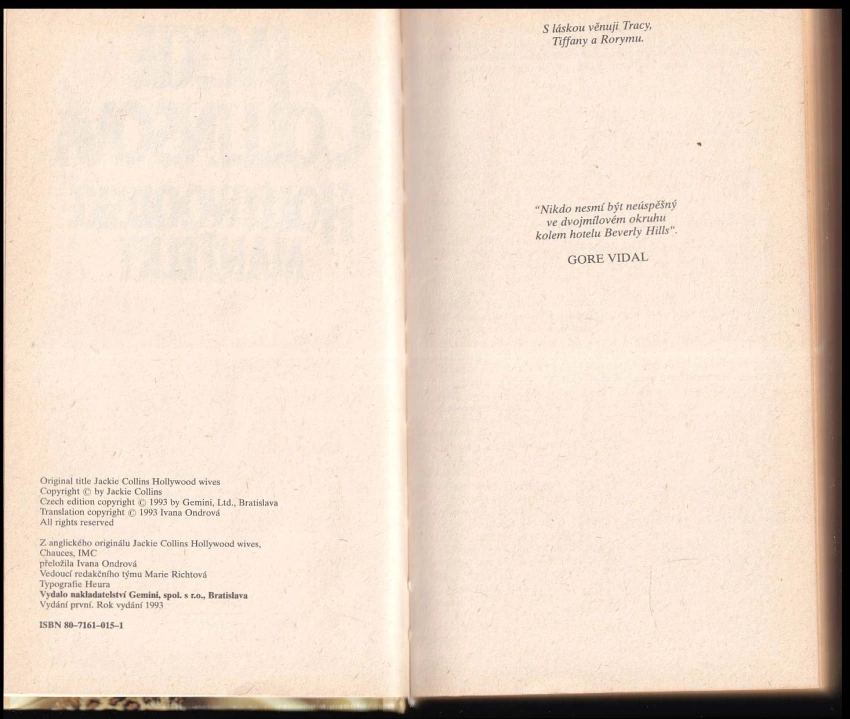 Original title Jackie Collins Hollywood wives
Copyright © by Jackie Collins
Czech edition copyright © 1993 by Gemini, Ltd., Bratislava
Translation copyright © 1993 Ivana Ondrová
All rights reserved
Z anglického originálu Jackie Collins Hollywood wives,
Chauces, IMC
přeložila Ivana Ondrová
Vedoucí redakčního týmu Marie Richtová
Typografie Heura
Vydalo nakladatelství Gemini, spol. s r.o., Bratislava
Vydání první. Rok vydání 1993
ISBN 80–7161–015–1
S láskou věnuji Tracy,
Tiffany a Rorymu.
“Nikdo nesmí být neúspěšný
ve dvojmílovém okruhu
kolem hotelu Beverly Hills“.
GORE VIDAL